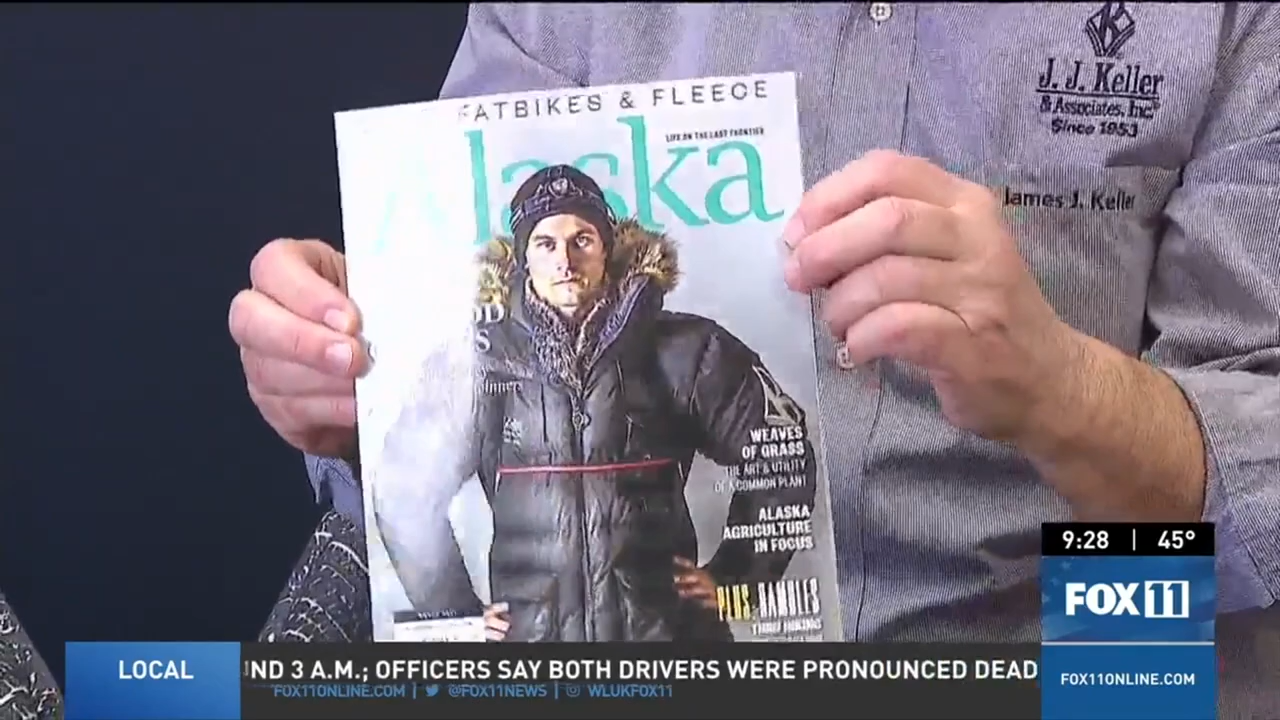 FATBIKES & FLEECE
LIFE ON THE LAST FRONTIER
Alaska
WEAVES
OF GRASS
THE ART & UTILITY
OF A COMMON PLANT
ALASKA
AGRICULTURE
IN FOCUS
PLUS: RAMBLES
J. J. Keller
& Associates, Inc.
Since 1953
James J. Keller
9:28 | 45°
FOX 11
FOX11ONLINE.COM
LOCAL
ND 3 A.M.; OFFICERS SAY BOTH DRIVERS WERE PRONOUNCED DEAD
FOX11ONLINE.COM | @FOX11NEWS | WLUKFOX11